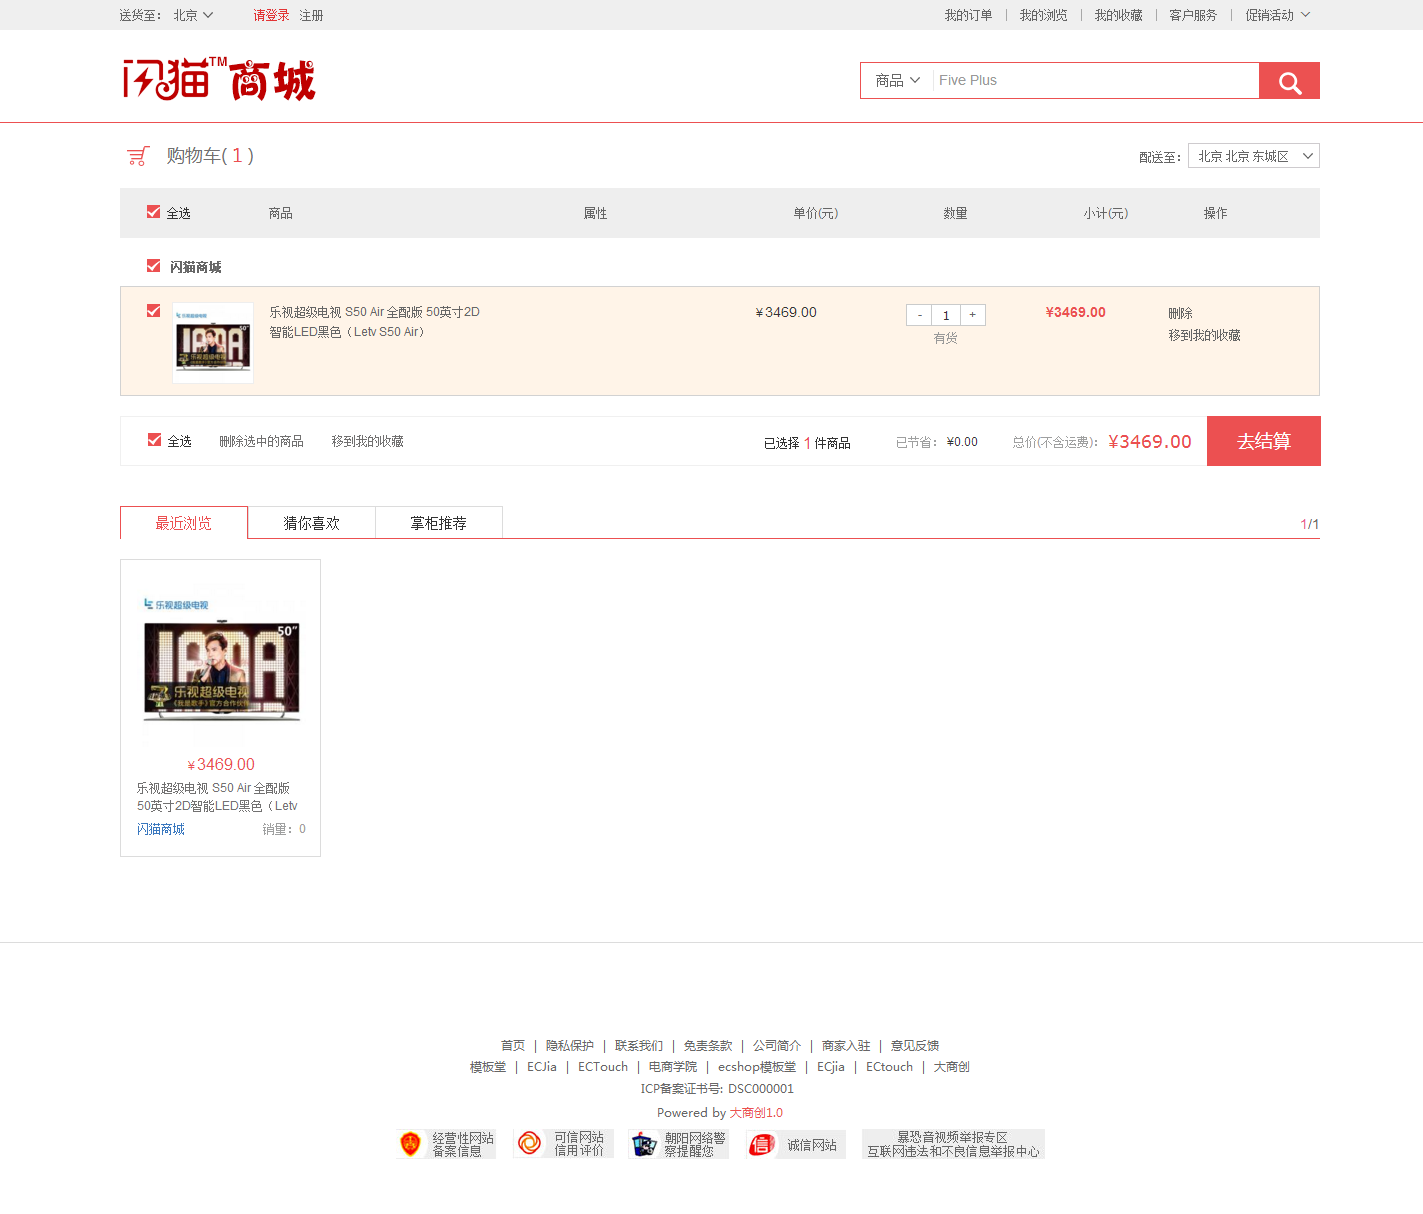 送货至： 北京 请登录 注册 我的订单 我的浏览 我的收藏 客户服务 促销活动
闪猫™商城
商品 Five Plus
购物车( 1 ) 配送至： 北京 北京 东城区
全选 商品 属性 单价(元) 数量 小计(元) 操作
闪猫商城
乐视超级电视 S50 Air 全配版 50英寸2D ¥3469.00 - 1 + ¥3469.00 删除
智能LED黑色（Letv S50 Air） 有货 移到我的收藏
全选 删除选中的商品 移到我的收藏 已选择 1 件商品 已节省： ¥0.00 总价(不含运费)： ¥3469.00 去结算
最近浏览 猜你喜欢 掌柜推荐 1/1
乐视超级电视
50”
乐视超级电视
《我是歌手》官方合作伙伴
¥3469.00
乐视超级电视 S50 Air 全配版
50英寸2D智能LED黑色（Letv
闪猫商城 销量：0
首页 | 隐私保护 | 联系我们 | 免责条款 | 公司简介 | 商家入驻 | 意见反馈
模板堂 | ECJia | ECTouch | 电商学院 | ecshop模板堂 | ECjia | ECtouch | 大商创
ICP备案证书号: DSC000001
Powered by 大商创1.0
经营性网站 可信网站 朝阳网络警 诚信网站 暴恐音视频举报专区
备案信息 信用评价 察提醒您 互联网违法和不良信息举报中心